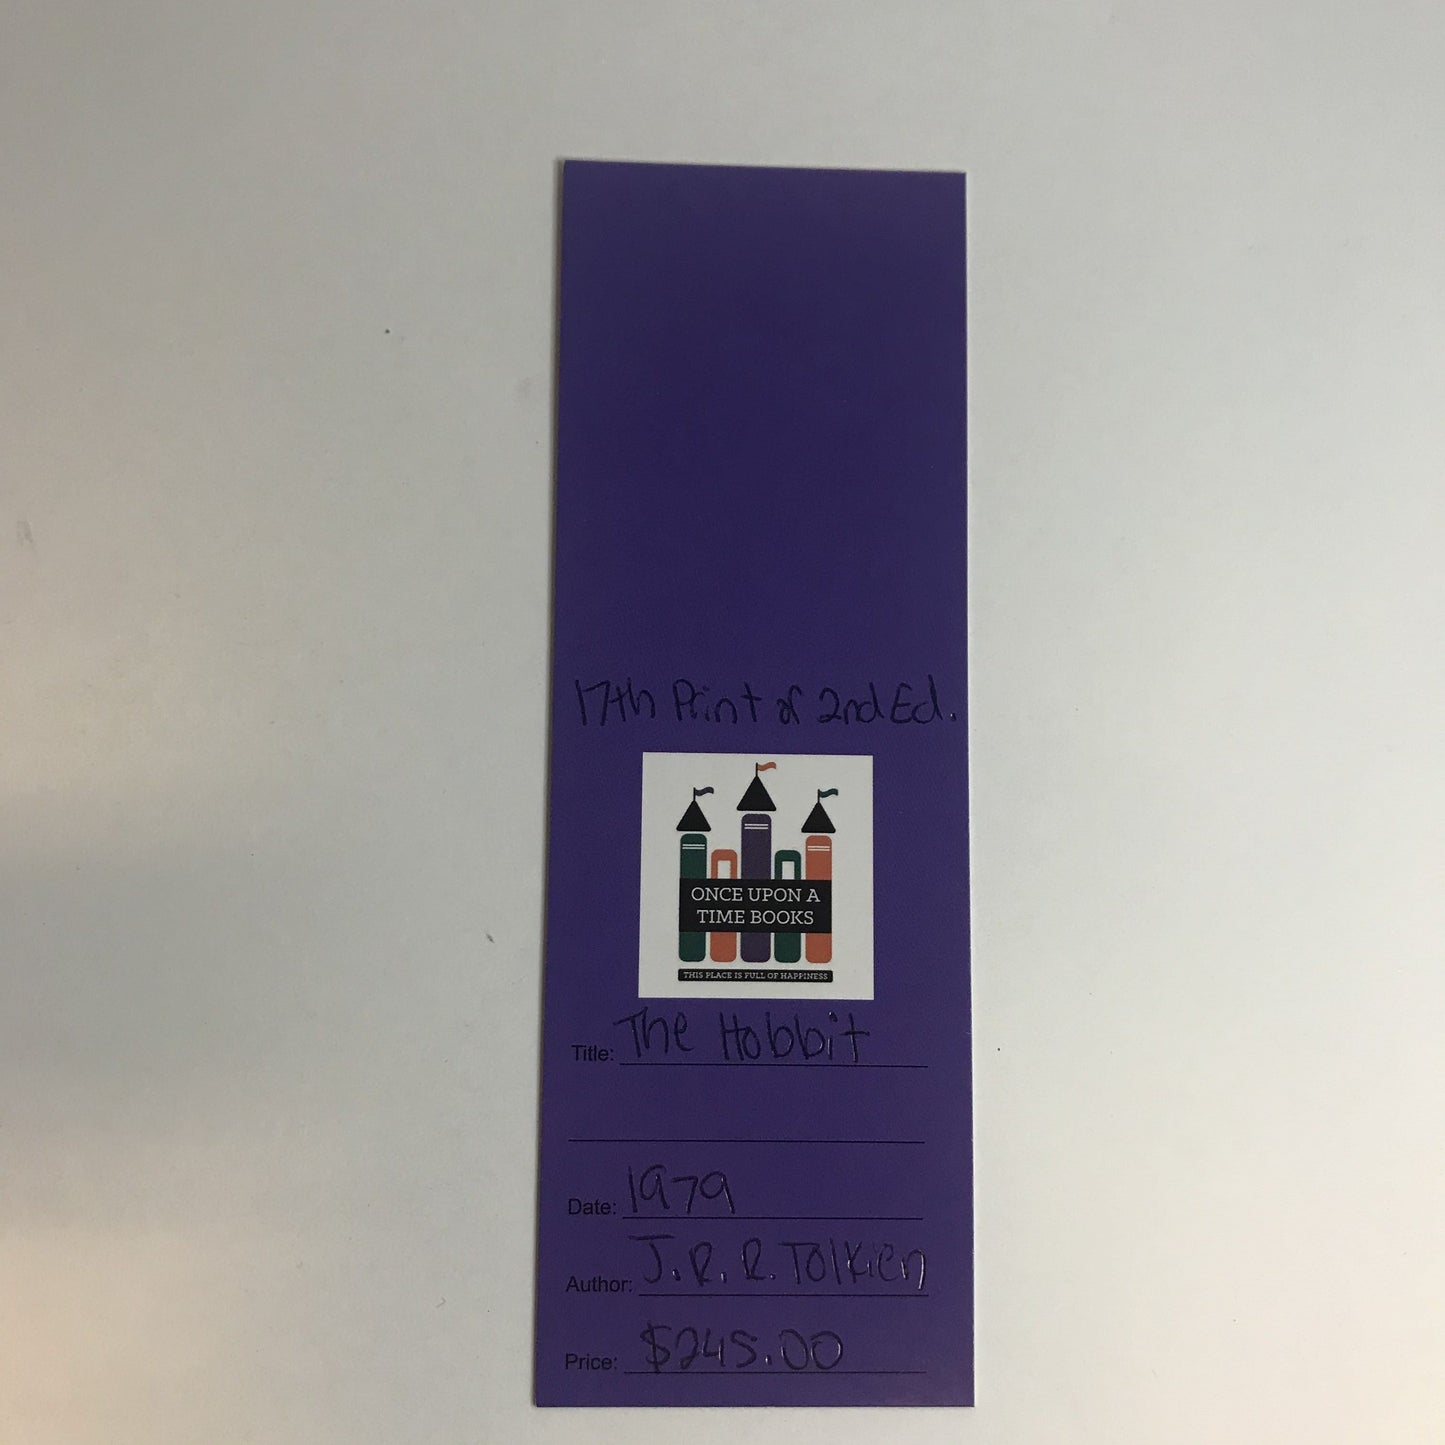 17th Print of 2nd Ed.
ONCE UPON A
TIME BOOKS
THIS PLACE IS FULL OF HAPPINESS
Title: The Hobbit
Date: 1979
Author: J.R.R. Tolkien
Price: $245.00